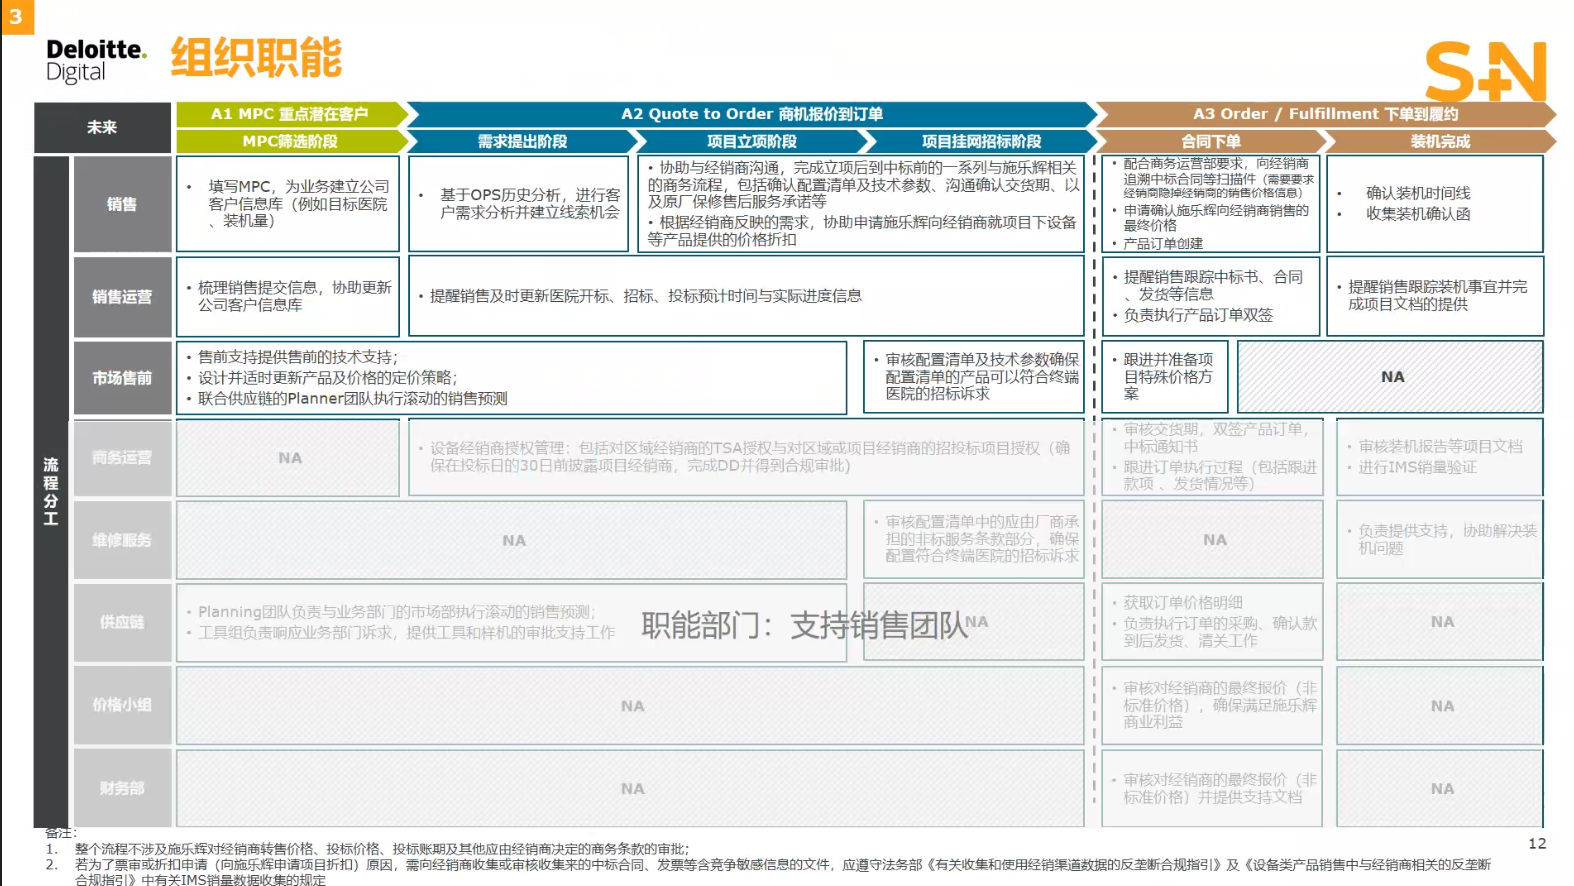 3
Deloitte.
Digital
组织职能
S+N
未来
A1 MPC 重点潜在客户
A2 Quote to Order 商机报价到订单
A3 Order / Fulfillment 下单到履约
MPC筛选阶段
需求提出阶段
项目立项阶段
项目挂网招标阶段
合同下单
装机完成
流程分工
销售
• 填写MPC，为业务建立公司
客户信息库（例如目标医院
、装机量）
• 基于OPS历史分析，进行客
户需求分析并建立线索机会
• 协助与经销商沟通，完成立项后到中标前的一系列与施乐辉相关
的商务流程，包括确认配置清单及技术参数、沟通确认交货期、以
及原厂保修售后服务承诺等
• 根据经销商反映的需求，协助申请施乐辉向经销商就项目下设备
等产品提供的价格折扣
• 配合商务运营部要求，向经销商
追溯中标合同等扫描件（需要要求
经销商隐掉经销商的销售价格信息）
• 申请确认施乐辉向经销商销售的
最终价格
• 产品订单创建
• 确认装机时间线
• 收集装机确认函
销售运营
• 梳理销售提交信息，协助更新
公司客户信息库
• 提醒销售及时更新医院开标、招标、投标预计时间与实际进度信息
• 提醒销售跟踪中标书、合同
、发货等信息
• 负责执行产品订单双签
• 提醒销售跟踪装机事宜并完
成项目文档的提供
市场售前
• 售前支持提供售前的技术支持；
• 设计并适时更新产品及价格的定价策略；
• 联合供应链的Planner团队执行滚动的销售预测
• 审核配置清单及技术参数确保
配置清单的产品可以符合终端
医院的招标诉求
• 跟进并准备项
目特殊价格方
案
NA
商务运营
NA
• 设备经销商授权管理：包括对区域经销商的TSA授权与对区域或项目经销商的招投标项目授权（确
保在投标日的30日前披露项目经销商，完成DD并得到合规审批）
• 审核交货期，双签产品订单，
中标通知书
• 跟进订单执行过程（包括跟进
款项 、发货情况等）
• 审核装机报告等项目文档
• 进行IMS销量验证
维修服务
NA
• 审核配置清单中的应由厂商承
担的非标服务条款部分，确保
配置符合终端医院的招标诉求
NA
• 负责提供支持，协助解决装
机问题
供应链
• Planning团队负责与业务部门的市场部执行滚动的销售预测；
• 工具组负责响应业务部门诉求，提供工具和样机的审批支持工作
职能部门：支持销售团队
NA
• 获取订单价格明细
• 负责执行订单的采购、确认款
到后发货、清关工作
NA
价格小组
NA
• 审核对经销商的最终报价（非
标准价格），确保满足施乐辉
商业利益
NA
财务部
NA
• 审核对经销商的最终报价（非
标准价格）并提供支持文档
NA
备注：
1. 整个流程不涉及施乐辉对经销商转售价格、投标价格、投标账期及其他应由经销商决定的商务条款的审批；
2. 若为了票审或折扣申请（向施乐辉申请项目折扣）原因，需向经销商收集或审核收集来的中标合同、发票等含竞争敏感信息的文件，应遵守法务部《有关收集和使用经销渠道数据的反垄断合规指引》及《设备类产品销售中与经销商相关的反垄断
合规指引》中有关IMS销量数据收集的规定
12